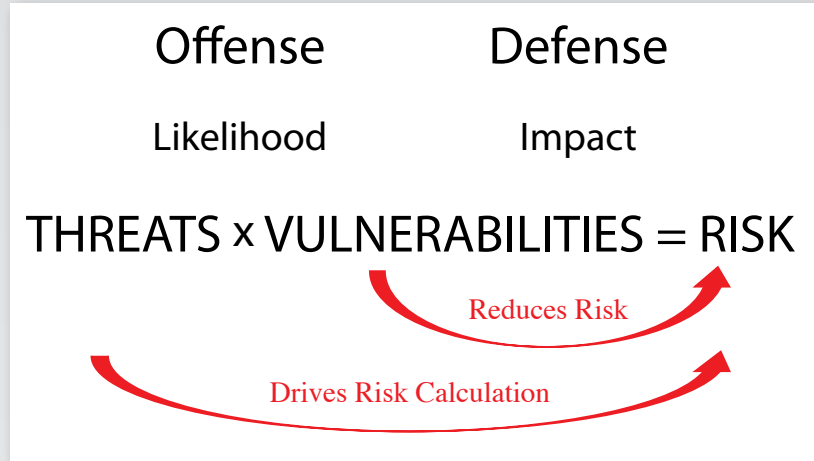 Offense Defense
Likelihood Impact
THREATS x VULNERABILITIES = RISK
Reduces Risk
Drives Risk Calculation